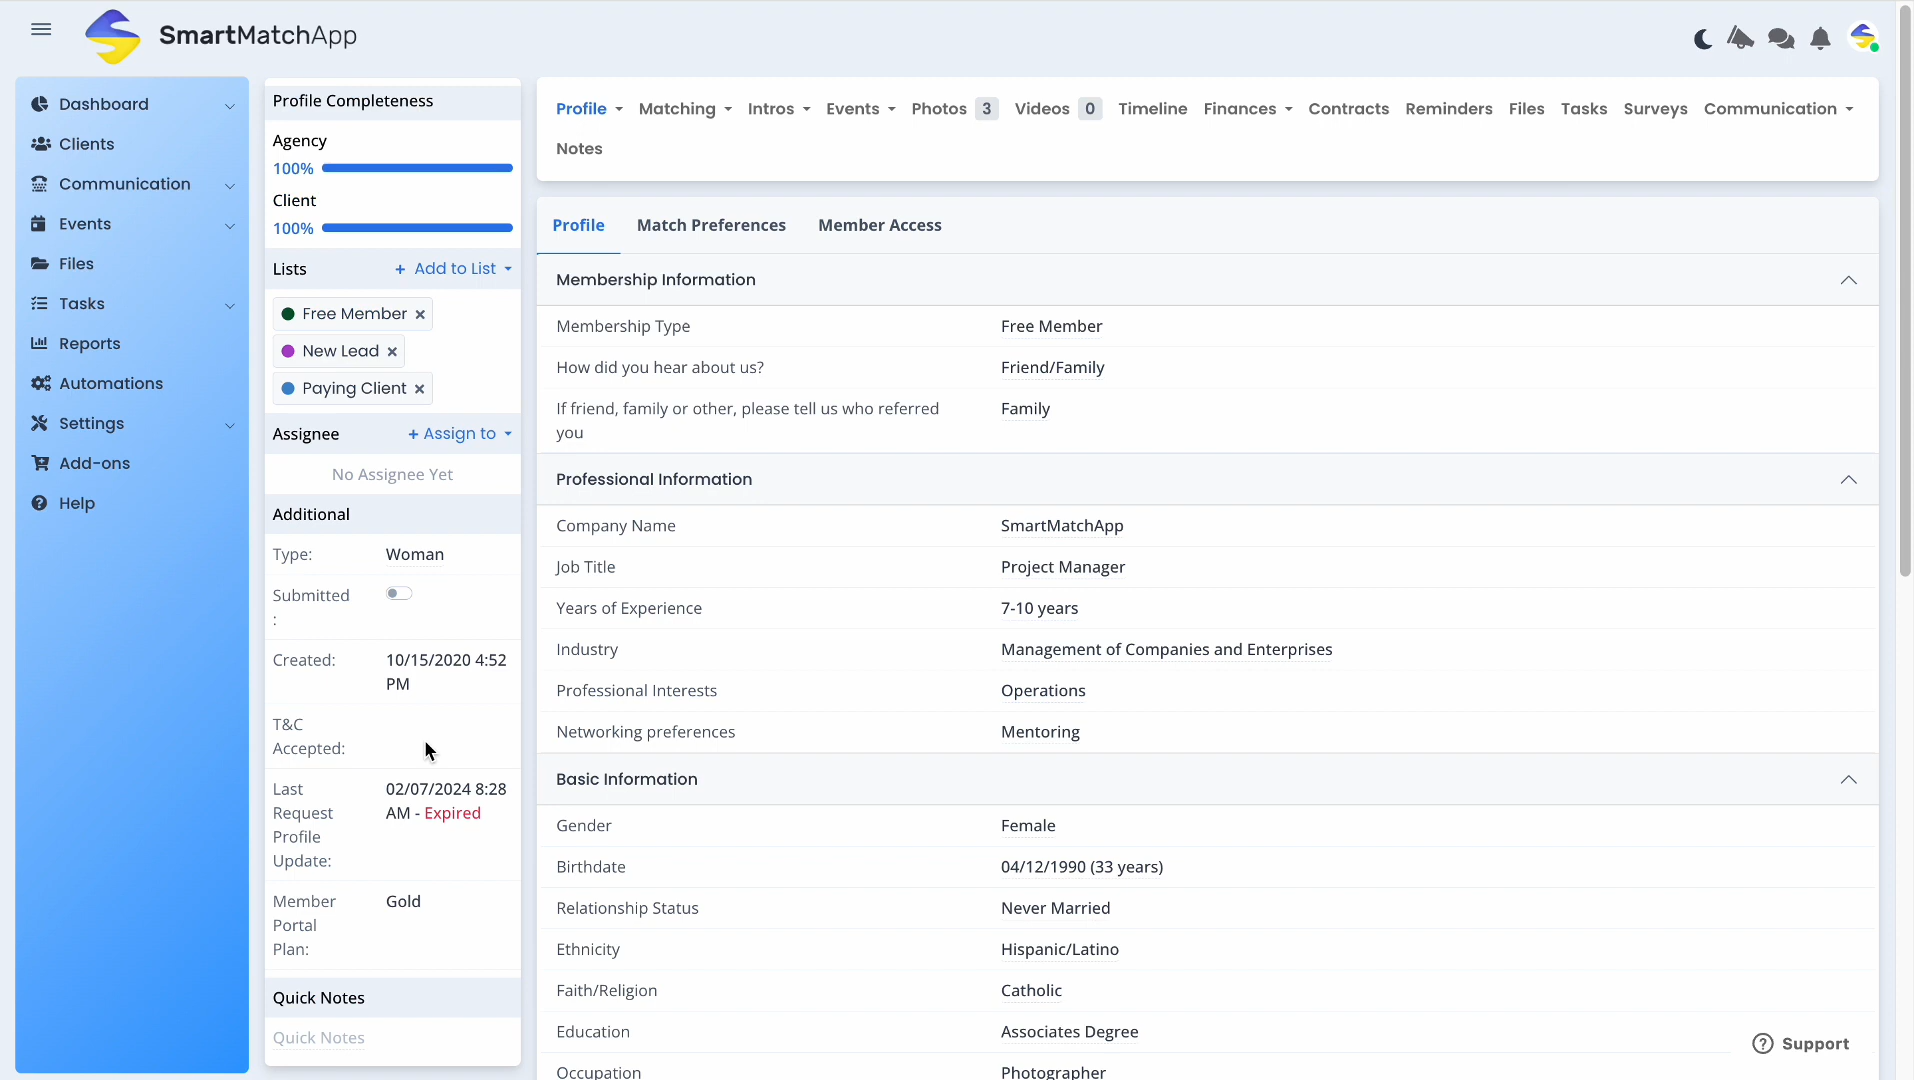 SmartMatchApp
Dashboard
Clients
Communication
Events
Files
Tasks
Reports
Automations
Settings
Add-ons
Help
Profile Completeness
Agency
100%
Client
100%
Lists + Add to List
Free Member ×
New Lead ×
Paying Client ×
Assignee + Assign to
No Assignee Yet
Additional
Type: Woman
Submitted
:
Created: 10/15/2020 4:52
PM
T&C
Accepted:
Last 02/07/2024 8:28
Request AM - Expired
Profile
Update:
Member Gold
Portal
Plan:
Quick Notes
Quick Notes
Profile Matching Intros Events Photos 3 Videos 0 Timeline Finances Contracts Reminders Files Tasks Surveys Communication
Notes
Profile Match Preferences Member Access
Membership Information
Membership Type Free Member
How did you hear about us? Friend/Family
If friend, family or other, please tell us who referred Family
you
Professional Information
Company Name SmartMatchApp
Job Title Project Manager
Years of Experience 7-10 years
Industry Management of Companies and Enterprises
Professional Interests Operations
Networking preferences Mentoring
Basic Information
Gender Female
Birthdate 04/12/1990 (33 years)
Relationship Status Never Married
Ethnicity Hispanic/Latino
Faith/Religion Catholic
Education Associates Degree
Occupation Photographer
? Support